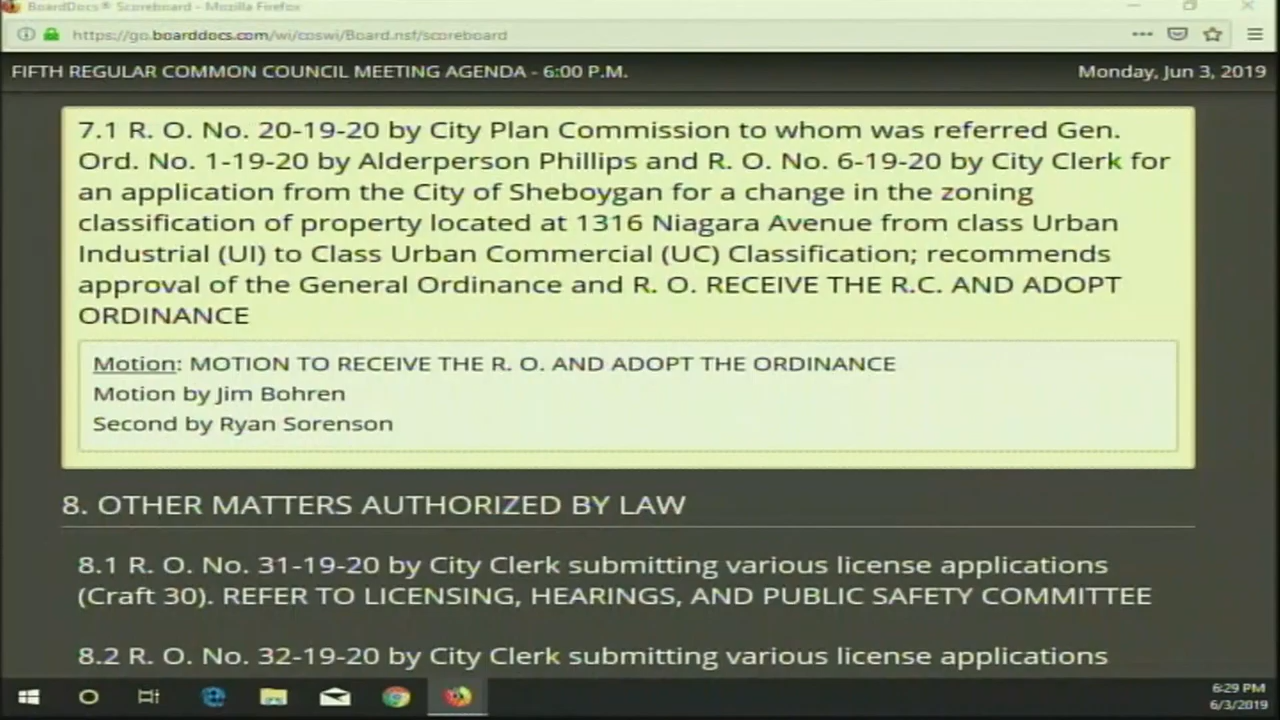 BoardDocs® Scoreboard - Mozilla Firefox
https://go.boarddocs.com/wi/coswi/Board.nsf/scoreboard
FIFTH REGULAR COMMON COUNCIL MEETING AGENDA - 6:00 P.M.
Monday, Jun 3, 2019
7.1 R. O. No. 20-19-20 by City Plan Commission to whom was referred Gen.
Ord. No. 1-19-20 by Alderperson Phillips and R. O. No. 6-19-20 by City Clerk for
an application from the City of Sheboygan for a change in the zoning
classification of property located at 1316 Niagara Avenue from class Urban
Industrial (UI) to Class Urban Commercial (UC) Classification; recommends
approval of the General Ordinance and R. O. RECEIVE THE R.C. AND ADOPT
ORDINANCE
Motion: MOTION TO RECEIVE THE R. O. AND ADOPT THE ORDINANCE
Motion by Jim Bohren
Second by Ryan Sorenson
8. OTHER MATTERS AUTHORIZED BY LAW
8.1 R. O. No. 31-19-20 by City Clerk submitting various license applications
(Craft 30). REFER TO LICENSING, HEARINGS, AND PUBLIC SAFETY COMMITTEE
8.2 R. O. No. 32-19-20 by City Clerk submitting various license applications
6:29 PM
6/3/2019